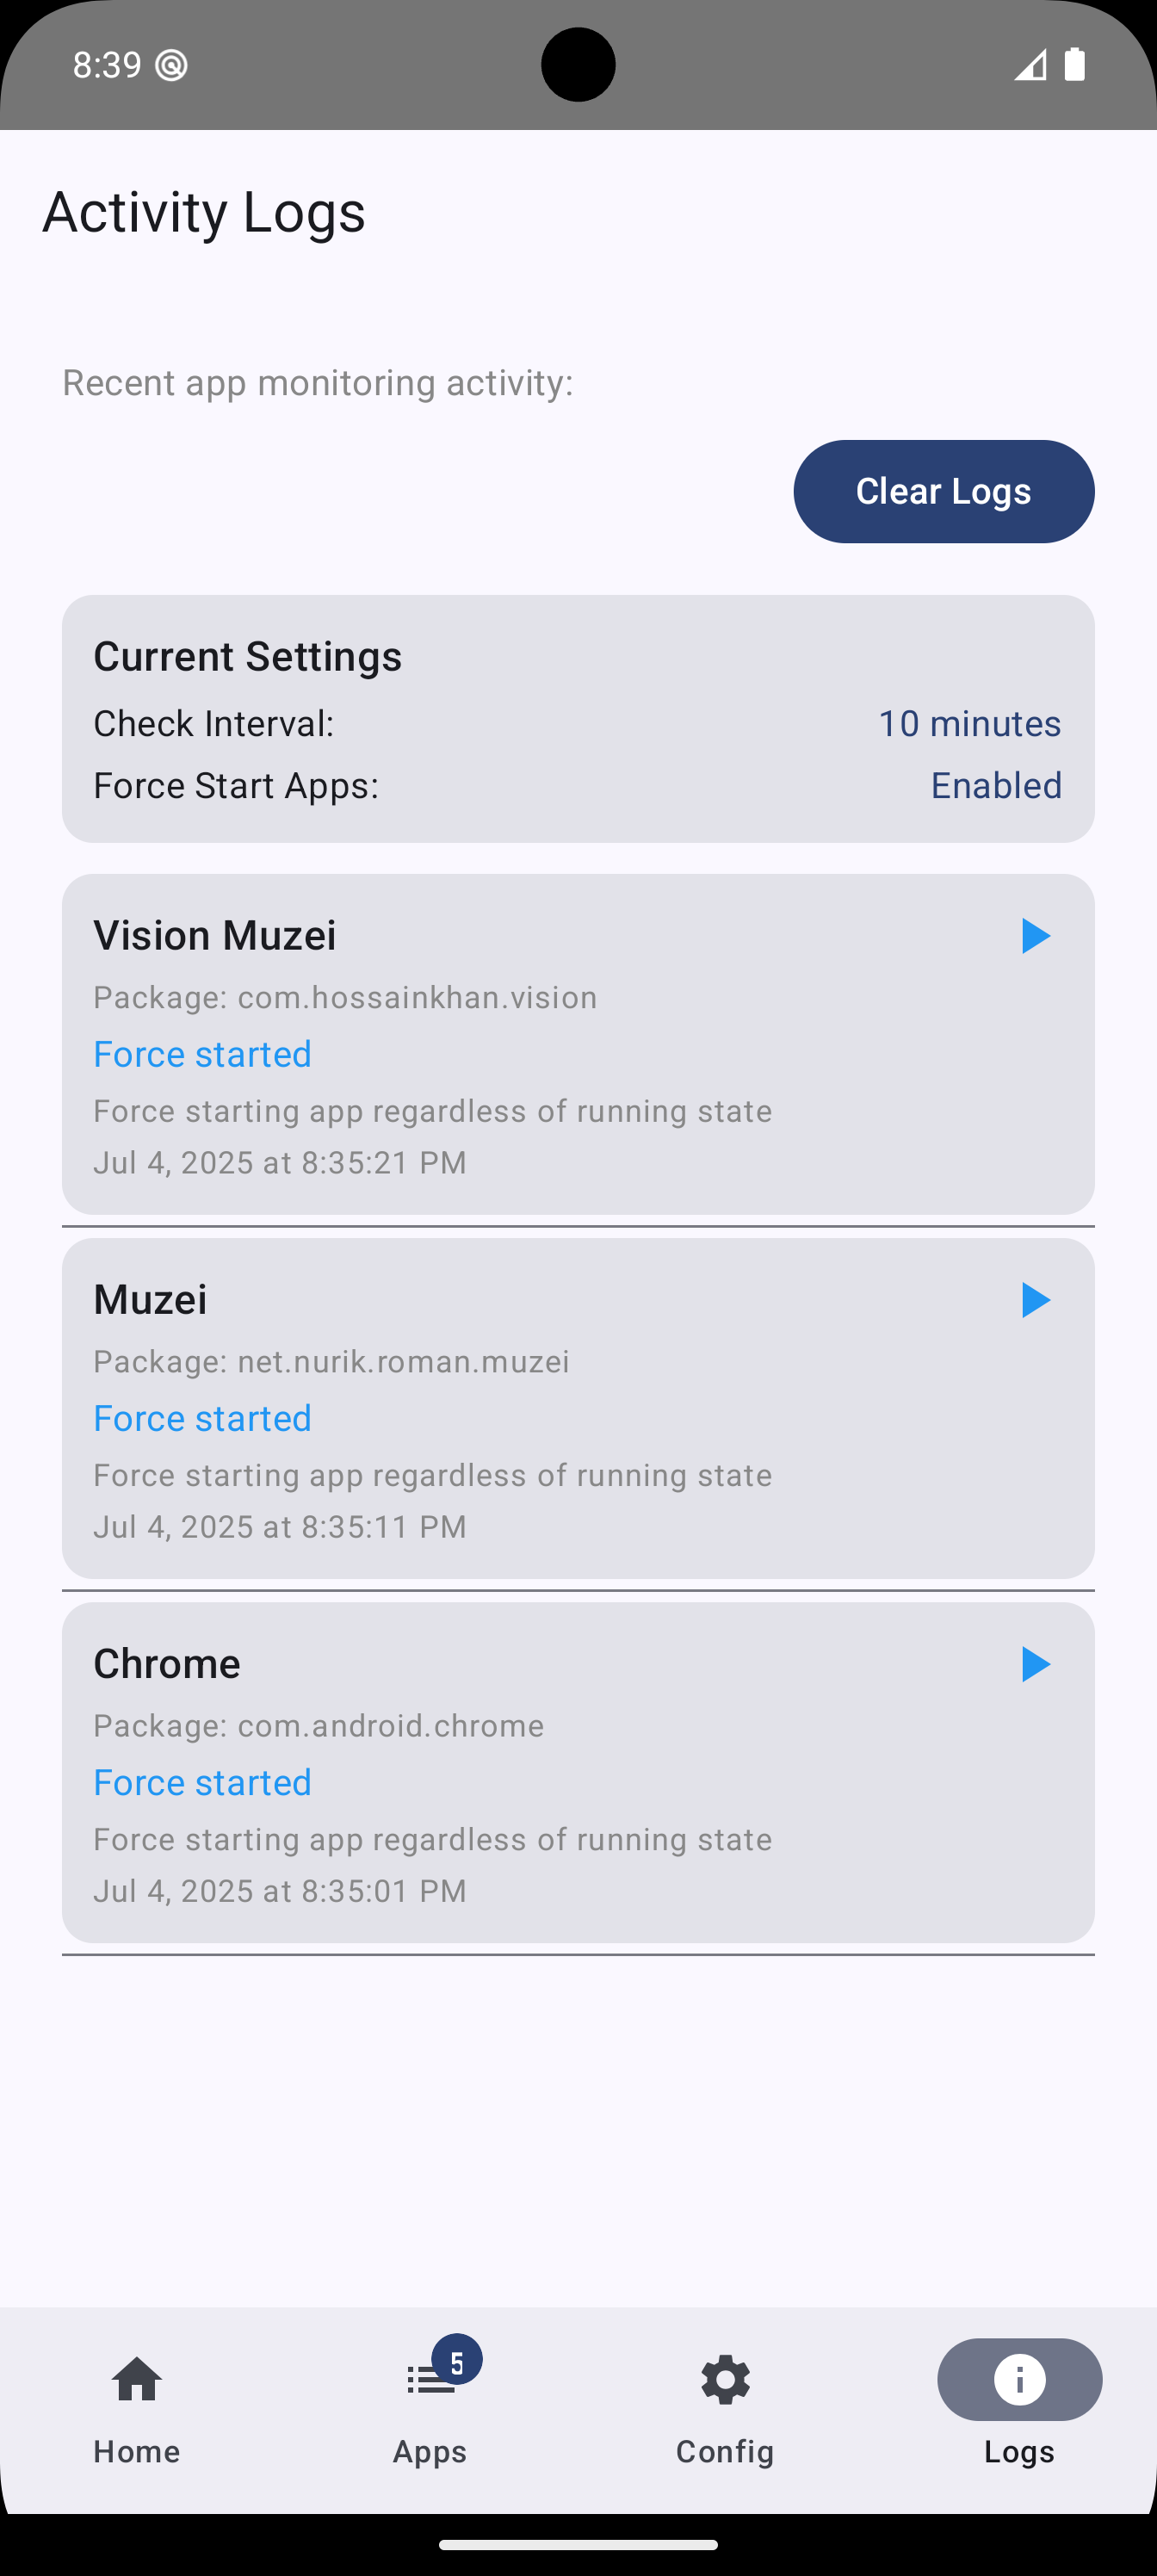 8:39
Activity Logs
Recent app monitoring activity:
Clear Logs
Current Settings
Check Interval: 10 minutes
Force Start Apps: Enabled
Vision Muzei
Package: com.hossainkhan.vision
Force started
Force starting app regardless of running state
Jul 4, 2025 at 8:35:21 PM
Muzei
Package: net.nurik.roman.muzei
Force started
Force starting app regardless of running state
Jul 4, 2025 at 8:35:11 PM
Chrome
Package: com.android.chrome
Force started
Force starting app regardless of running state
Jul 4, 2025 at 8:35:01 PM
5
Home Apps Config Logs